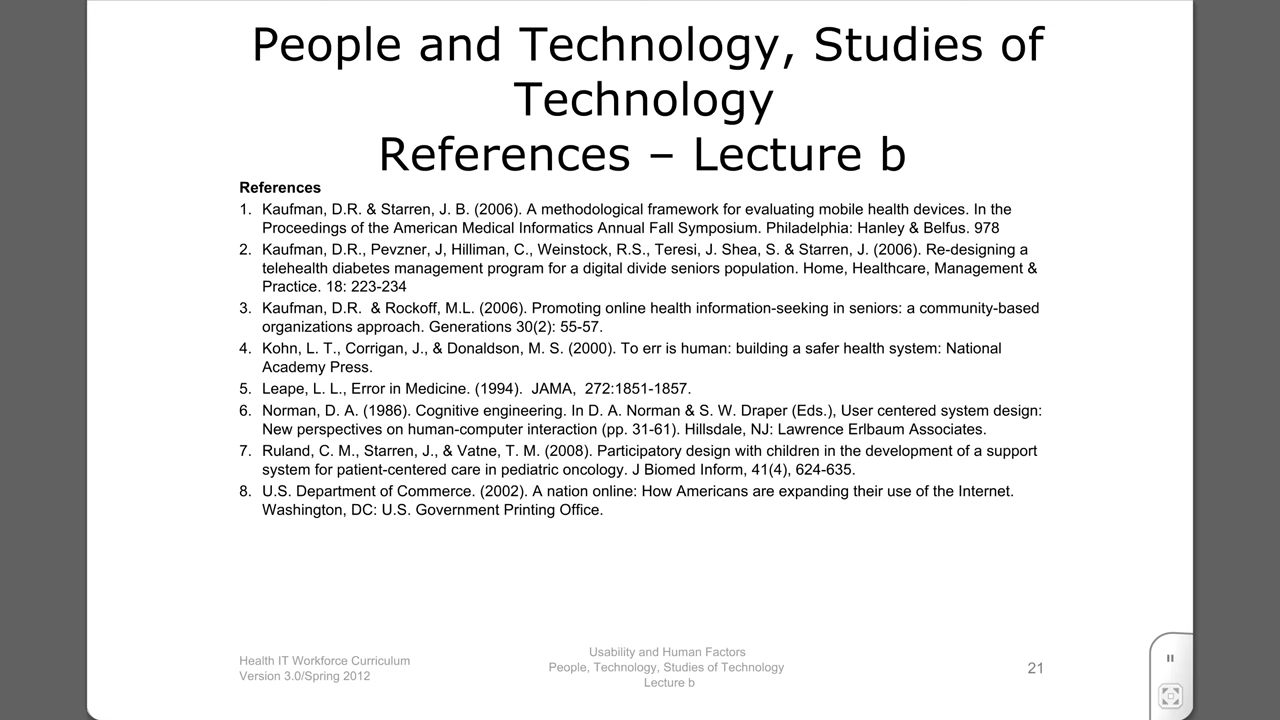 People and Technology, Studies of
Technology
References – Lecture b
References
1. Kaufman, D.R. & Starren, J. B. (2006). A methodological framework for evaluating mobile health devices. In the
Proceedings of the American Medical Informatics Annual Fall Symposium. Philadelphia: Hanley & Belfus. 978
2. Kaufman, D.R., Pevzner, J, Hilliman, C., Weinstock, R.S., Teresi, J. Shea, S. & Starren, J. (2006). Re-designing a
telehealth diabetes management program for a digital divide seniors population. Home, Healthcare, Management &
Practice. 18: 223-234
3. Kaufman, D.R.  & Rockoff, M.L. (2006). Promoting online health information-seeking in seniors: a community-based
organizations approach. Generations 30(2): 55-57.
4. Kohn, L. T., Corrigan, J., & Donaldson, M. S. (2000). To err is human: building a safer health system: National
Academy Press.
5. Leape, L. L., Error in Medicine. (1994).  JAMA,  272:1851-1857.
6. Norman, D. A. (1986). Cognitive engineering. In D. A. Norman & S. W. Draper (Eds.), User centered system design:
New perspectives on human-computer interaction (pp. 31-61). Hillsdale, NJ: Lawrence Erlbaum Associates.
7. Ruland, C. M., Starren, J., & Vatne, T. M. (2008). Participatory design with children in the development of a support
system for patient-centered care in pediatric oncology. J Biomed Inform, 41(4), 624-635.
8. U.S. Department of Commerce. (2002). A nation online: How Americans are expanding their use of the Internet.
Washington, DC: U.S. Government Printing Office.
Health IT Workforce Curriculum
Version 3.0/Spring 2012
Usability and Human Factors
People, Technology, Studies of Technology
Lecture b
21